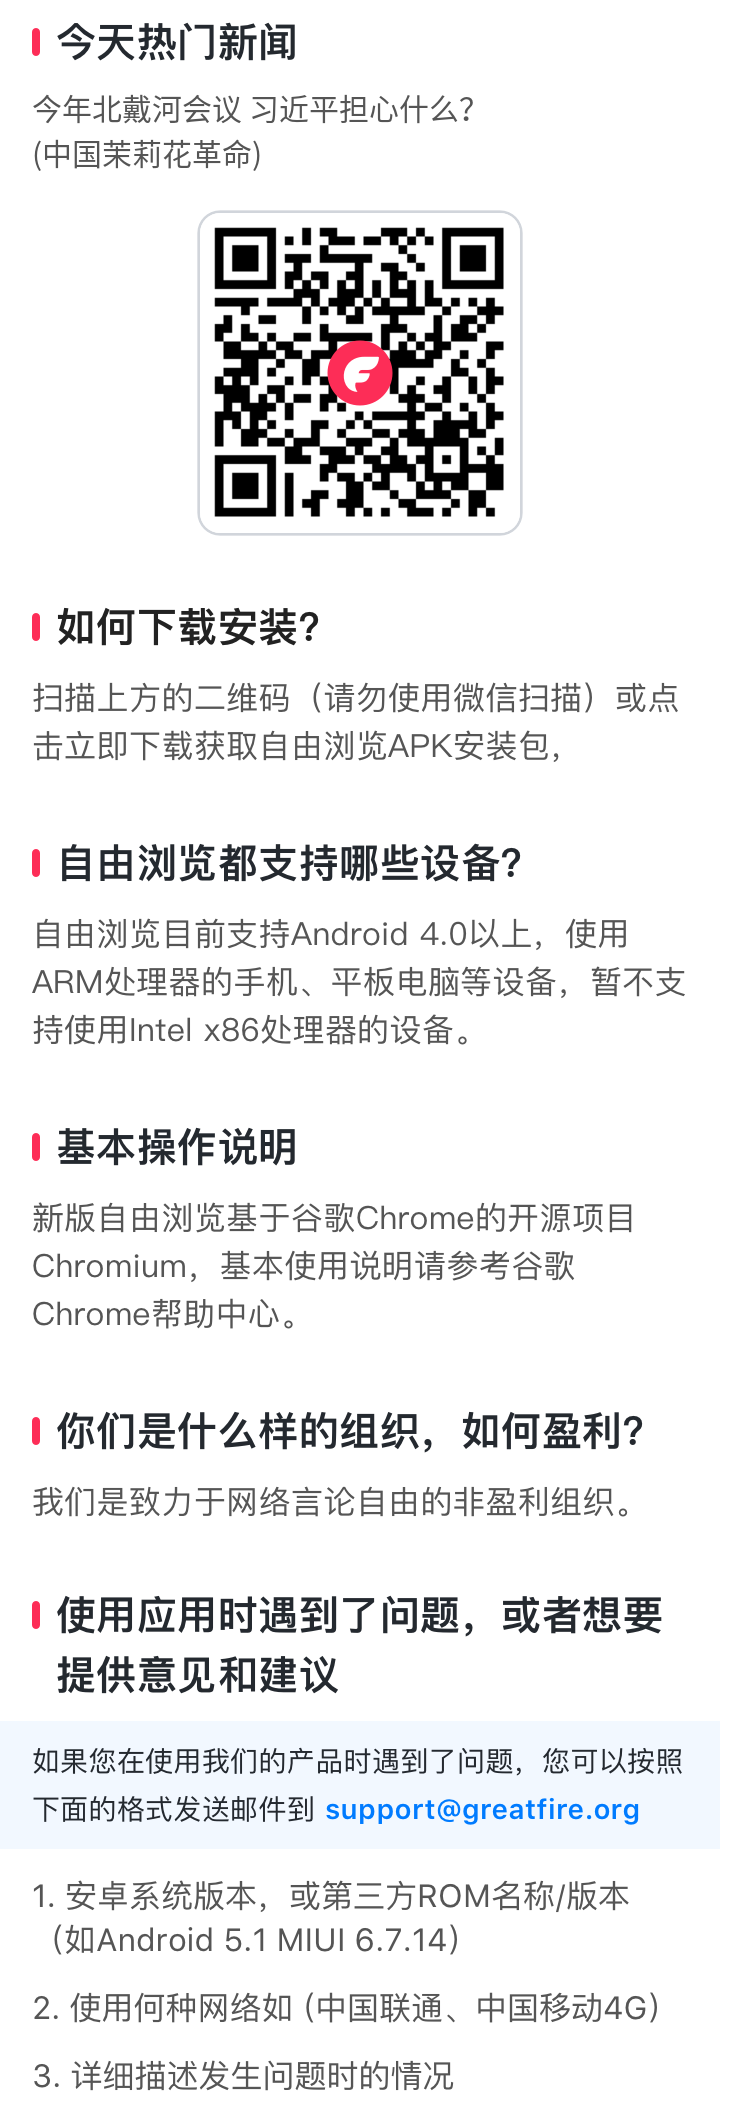 今天热门新闻
今年北戴河会议 习近平担心什么？
(中国茉莉花革命)
如何下载安装？
扫描上方的二维码（请勿使用微信扫描）或点
击立即下载获取自由浏览APK安装包，
自由浏览都支持哪些设备？
自由浏览目前支持Android 4.0以上，使用
ARM处理器的手机、平板电脑等设备，暂不支
持使用Intel x86处理器的设备。
基本操作说明
新版自由浏览基于谷歌Chrome的开源项目
Chromium，基本使用说明请参考谷歌
Chrome帮助中心。
你们是什么样的组织，如何盈利？
我们是致力于网络言论自由的非盈利组织。
使用应用时遇到了问题，或者想要
提供意见和建议
如果您在使用我们的产品时遇到了问题，您可以按照
下面的格式发送邮件到 support@greatfire.org
1. 安卓系统版本，或第三方ROM名称/版本
（如Android 5.1 MIUI 6.7.14）
2. 使用何种网络如 (中国联通、中国移动4G）
3. 详细描述发生问题时的情况